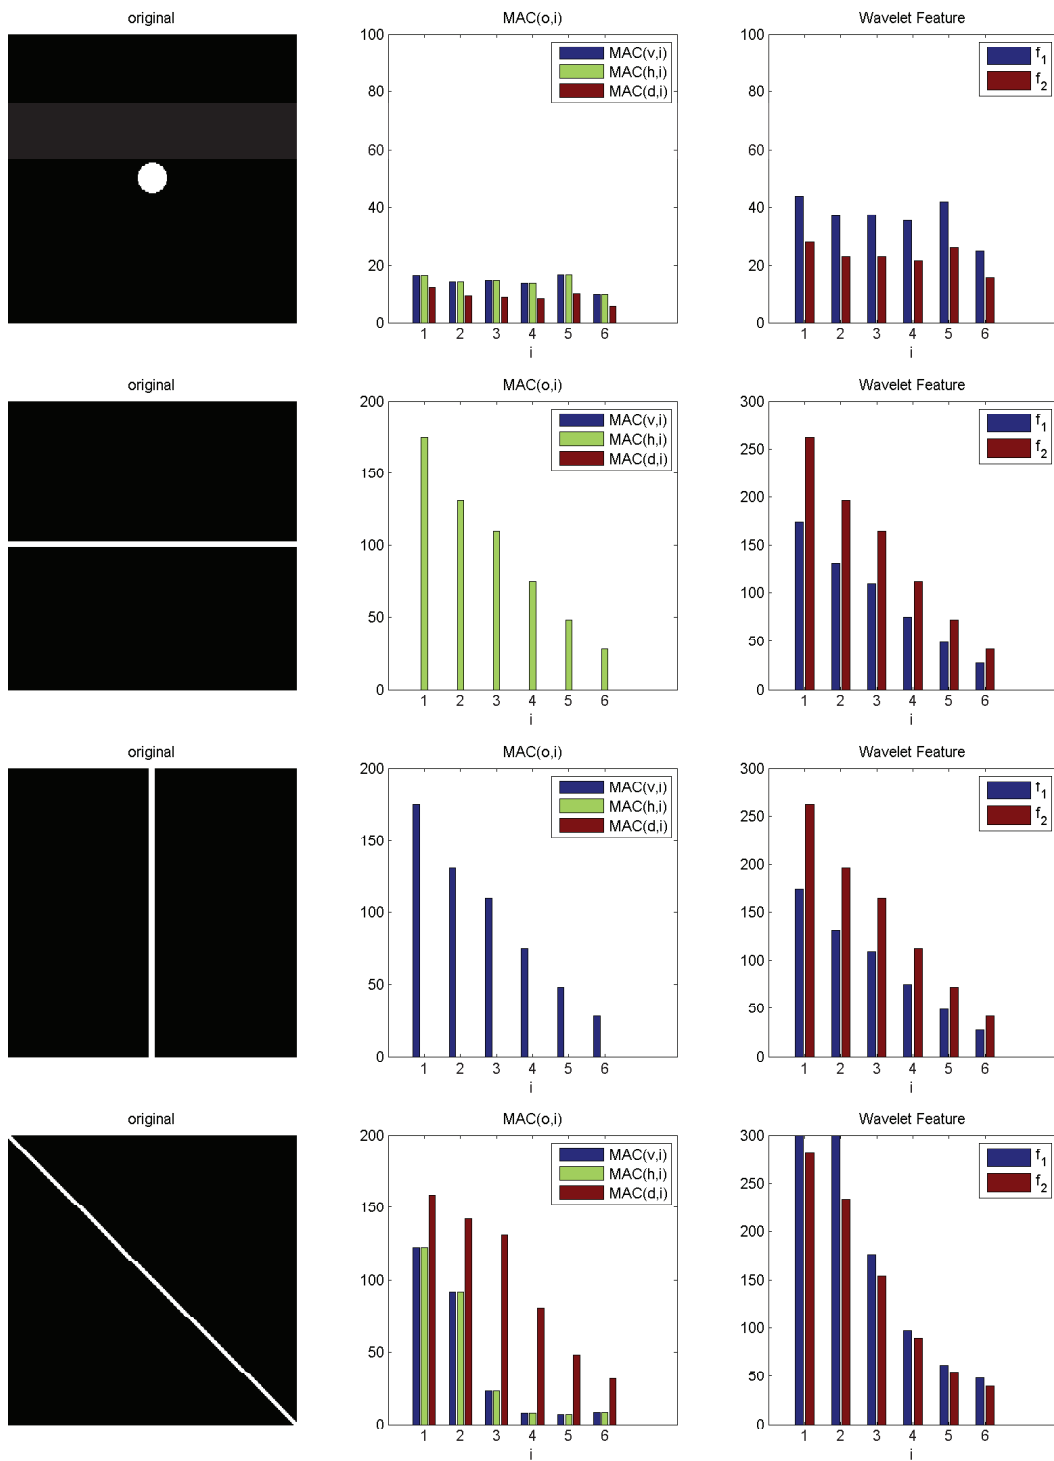 original
MAC(o,i)
Wavelet Feature
100
80
60
40
20
0
MAC(v,i)
MAC(h,i)
MAC(d,i)
1 2 3 4 5 6
i
100
80
60
40
20
0
f1
f2
1 2 3 4 5 6
i
original
MAC(o,i)
Wavelet Feature
200
150
100
50
0
MAC(v,i)
MAC(h,i)
MAC(d,i)
1 2 3 4 5 6
i
300
250
200
150
100
50
0
f1
f2
1 2 3 4 5 6
i
original
MAC(o,i)
Wavelet Feature
200
150
100
50
0
MAC(v,i)
MAC(h,i)
MAC(d,i)
1 2 3 4 5 6
i
300
250
200
150
100
50
0
f1
f2
1 2 3 4 5 6
i
original
MAC(o,i)
Wavelet Feature
200
150
100
50
0
MAC(v,i)
MAC(h,i)
MAC(d,i)
1 2 3 4 5 6
i
300
250
200
150
100
50
0
f1
f2
1 2 3 4 5 6
i